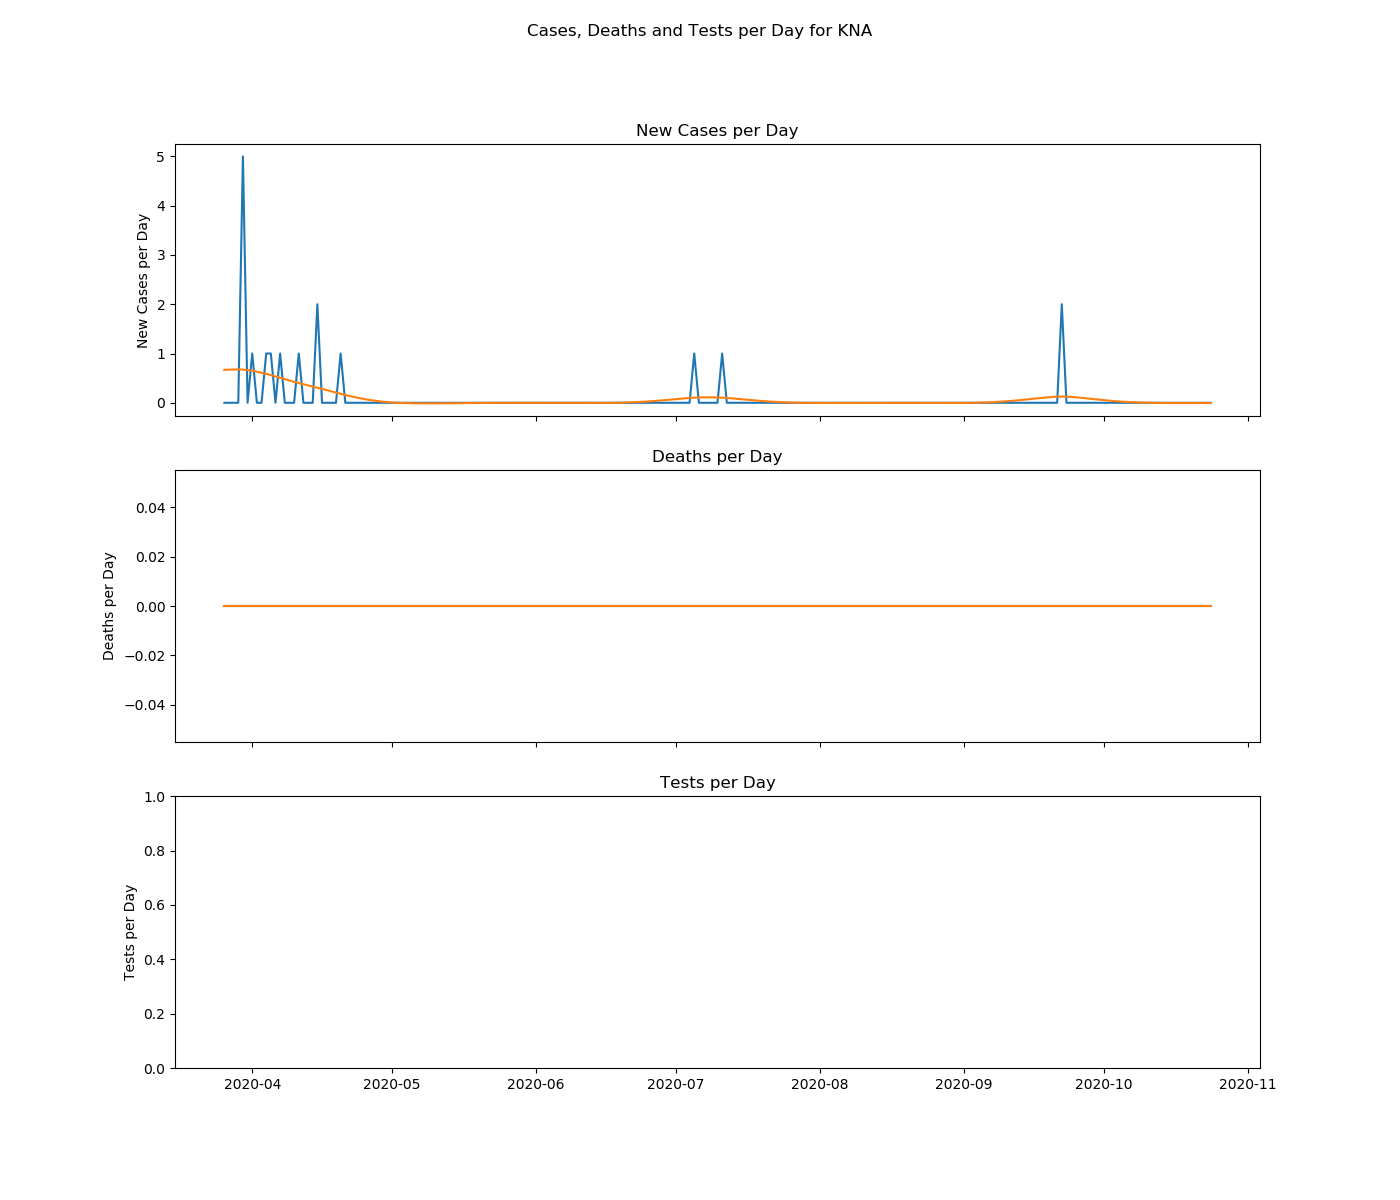 Cases, Deaths and Tests per Day for KNA
New Cases per Day
New Cases per Day
5
4
3
2
1
0
Deaths per Day
Deaths per Day
0.04
0.02
0.00
−0.02
−0.04
Tests per Day
Tests per Day
1.0
0.8
0.6
0.4
0.2
0.0
2020-04 2020-05 2020-06 2020-07 2020-08 2020-09 2020-10 2020-11